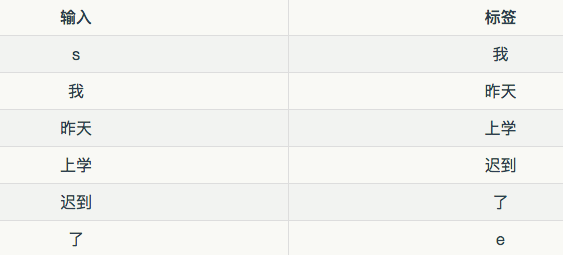 输入 标签
s 我
我 昨天
昨天 上学
上学 迟到
迟到 了
了 e